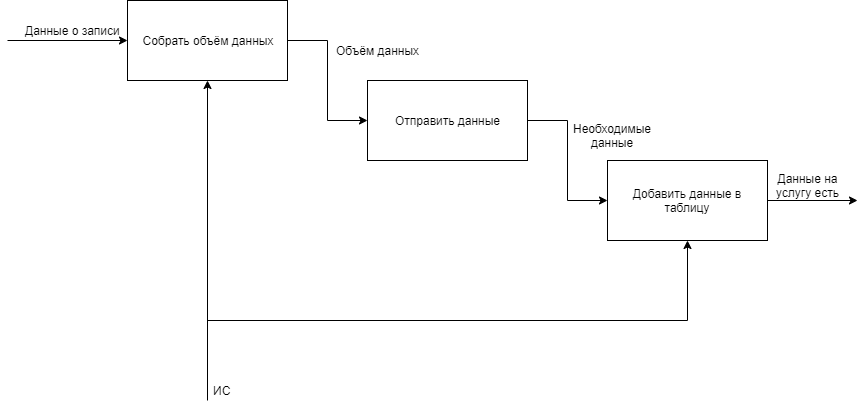 Данные о записи
Собрать объём данных
Объём данных
Отправить данные
Необходимые
данные
Добавить данные в
таблицу
Данные на
услугу есть
ИС